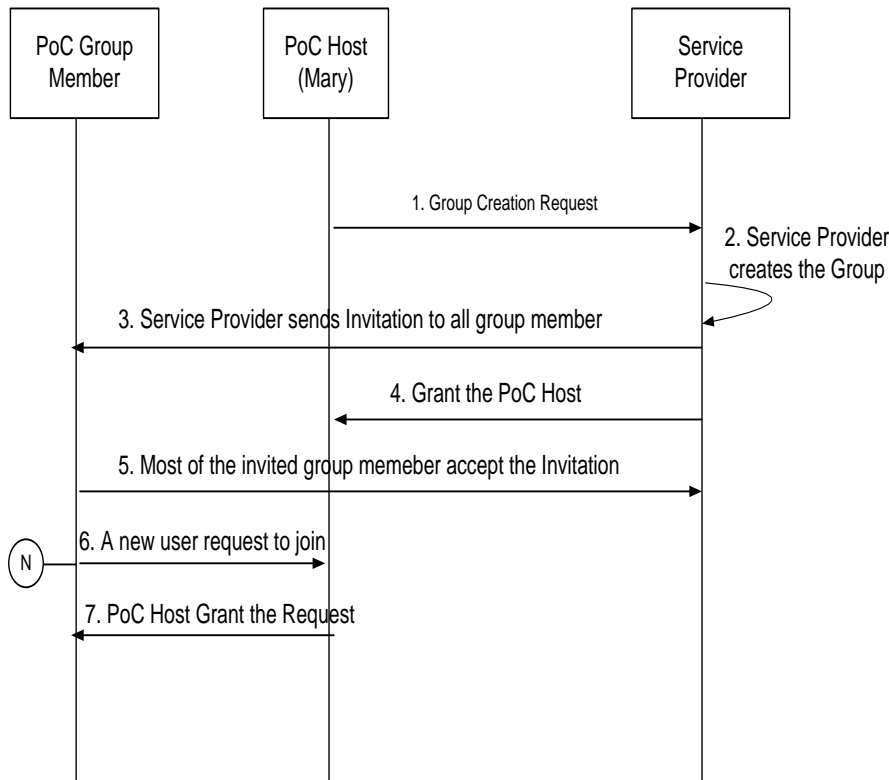 PoC Group
Member
PoC Host
(Mary)
Service
Provider
1. Group Creation Request
2. Service Provider
creates the Group
3. Service Provider sends Invitation to all group member
4. Grant the PoC Host
5. Most of the invited group memeber accept the Invitation
6. A new user request to join
N
7. PoC Host Grant the Request